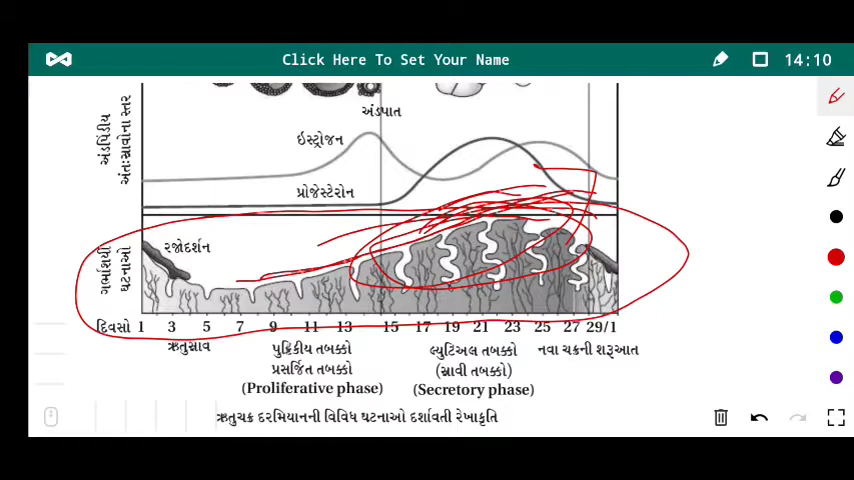 Click Here To Set Your Name
14:10
અંડપાત
અંડપિંડીય
અંતઃસ્રાવોના સ્તર
ઇસ્ટ્રોજન
પ્રોજેસ્ટેરોન
ગર્ભાશયી
ઘટનાઓ
રજોદર્શન
દિવસો 1 3 5 7 9 11 13 15 17 19 21 23 25 27 29/1
ઋતુસ્રાવ
પુટ્કિકીય તબક્કો
પ્રસર્જિત તબક્કો
(Proliferative phase)
લ્યુટિઅલ તબક્કો
(સ્રાવી તબક્કો)
(Secretory phase)
નવા ચક્રની શરૂઆત
ઋતુચક્ર દરમિયાનની વિવિધ ઘટનાઓ દર્શાવતી રેખાકૃતિ